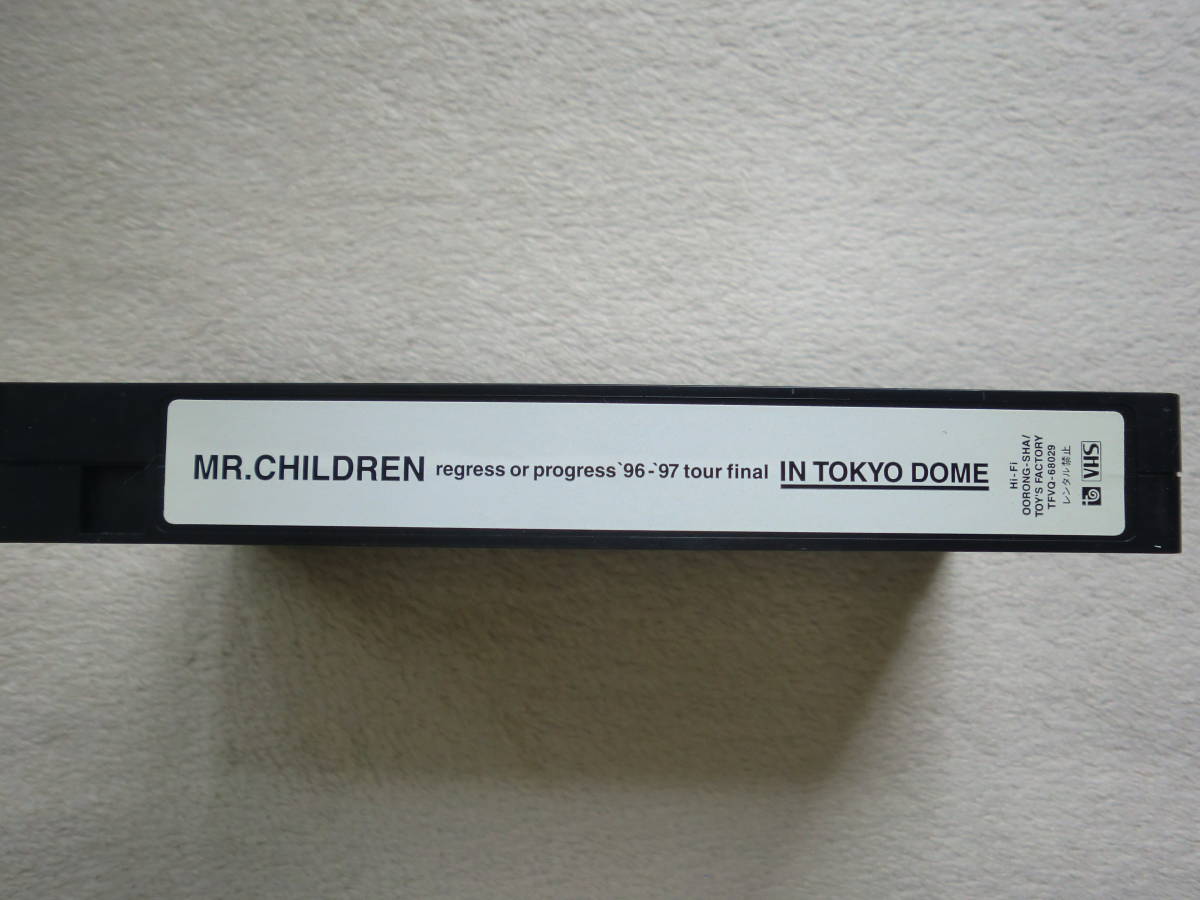 MR.CHILDREN regress or progress`96-`97 tour final IN TOKYO DOME
Hi-Fi
OORONG-SHA/
TOY'S FACTORY
TFVQ-68029
レンタル禁止
VHS